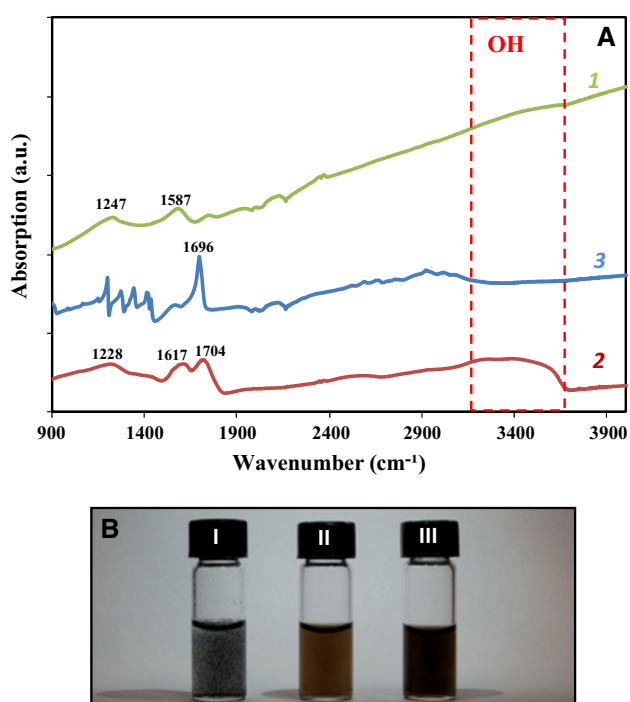 A
OH
1
1247
1587
1696
3
1228
1617
1704
2
Absorption (a.u.)
900
1400
1900
2400
2900
3400
3900
Wavenumber (cm⁻¹)
B
I
II
III